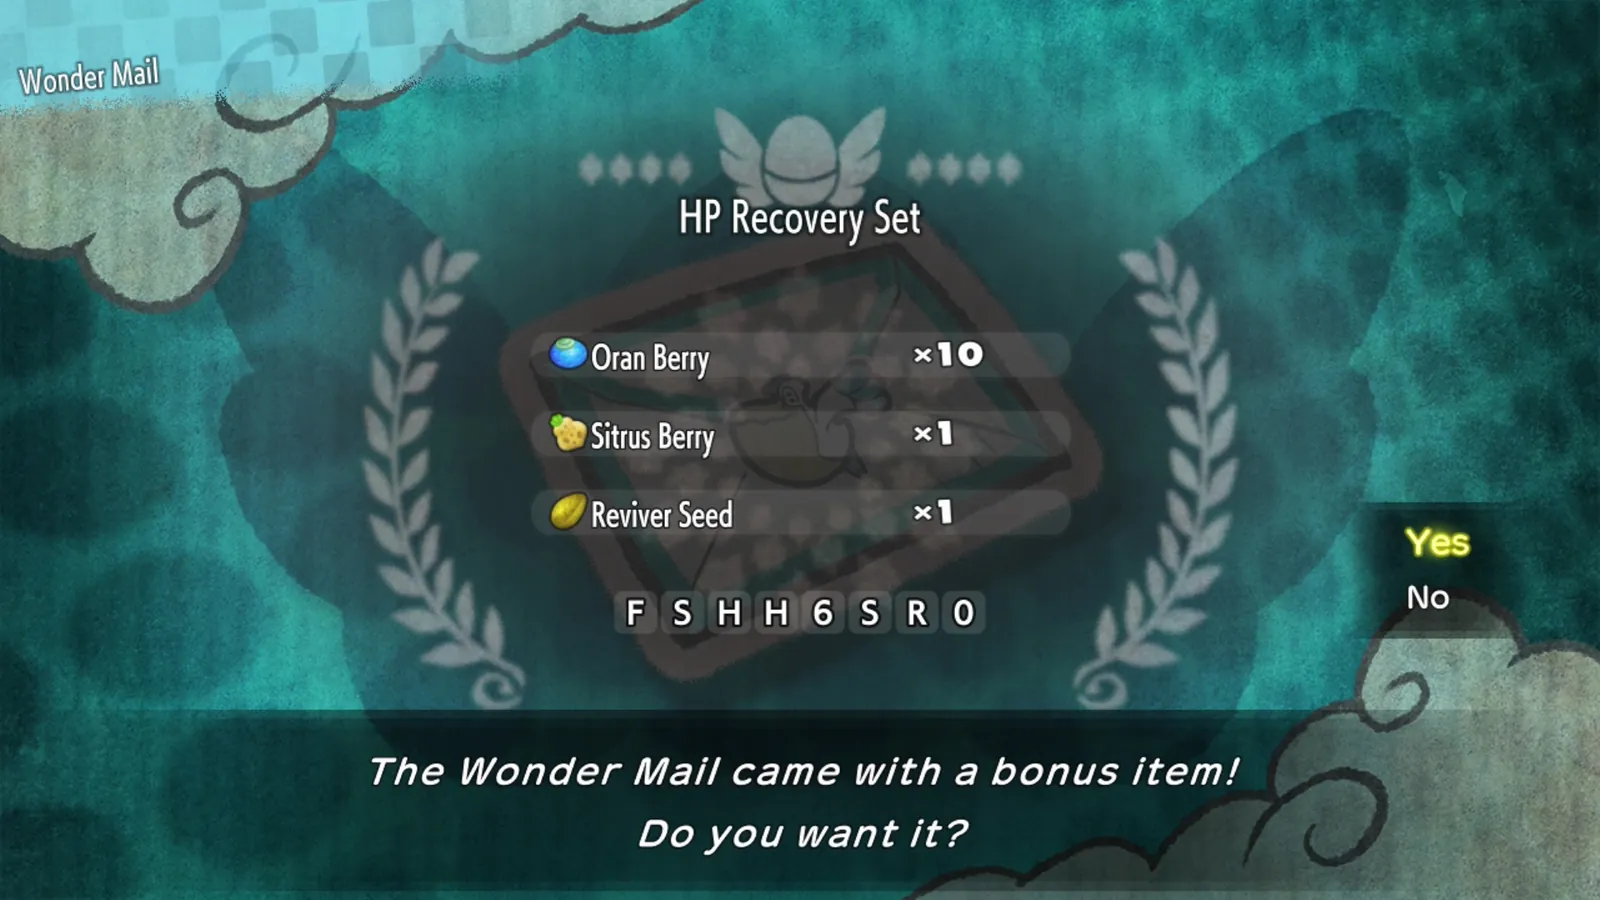 Wonder Mail
HP Recovery Set
Oran Berry ×10
Sitrus Berry ×1
Reviver Seed ×1
F S H H 6 S R 0
Yes
No
The Wonder Mail came with a bonus item!
Do you want it?